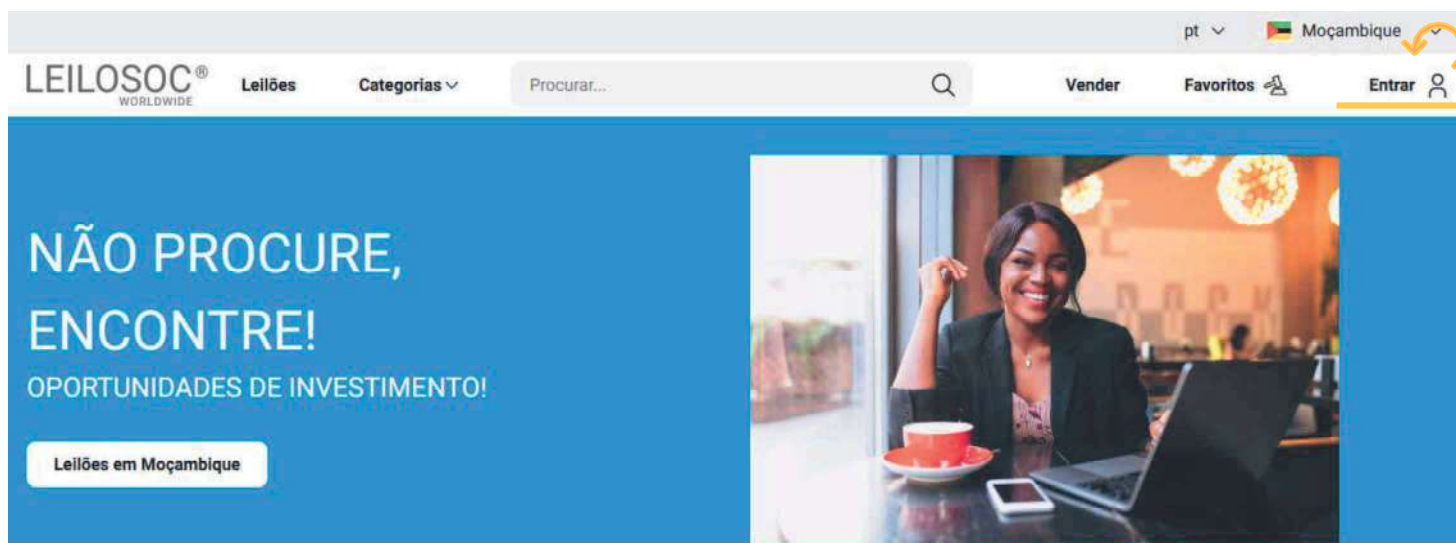 pt Moçambique
LEILOSOC®
WORLDWIDE
Leilões Categorias Procurar... Vender Favoritos Entrar
NÃO PROCURE,
ENCONTRE!
OPORTUNIDADES DE INVESTIMENTO!
Leilões em Moçambique